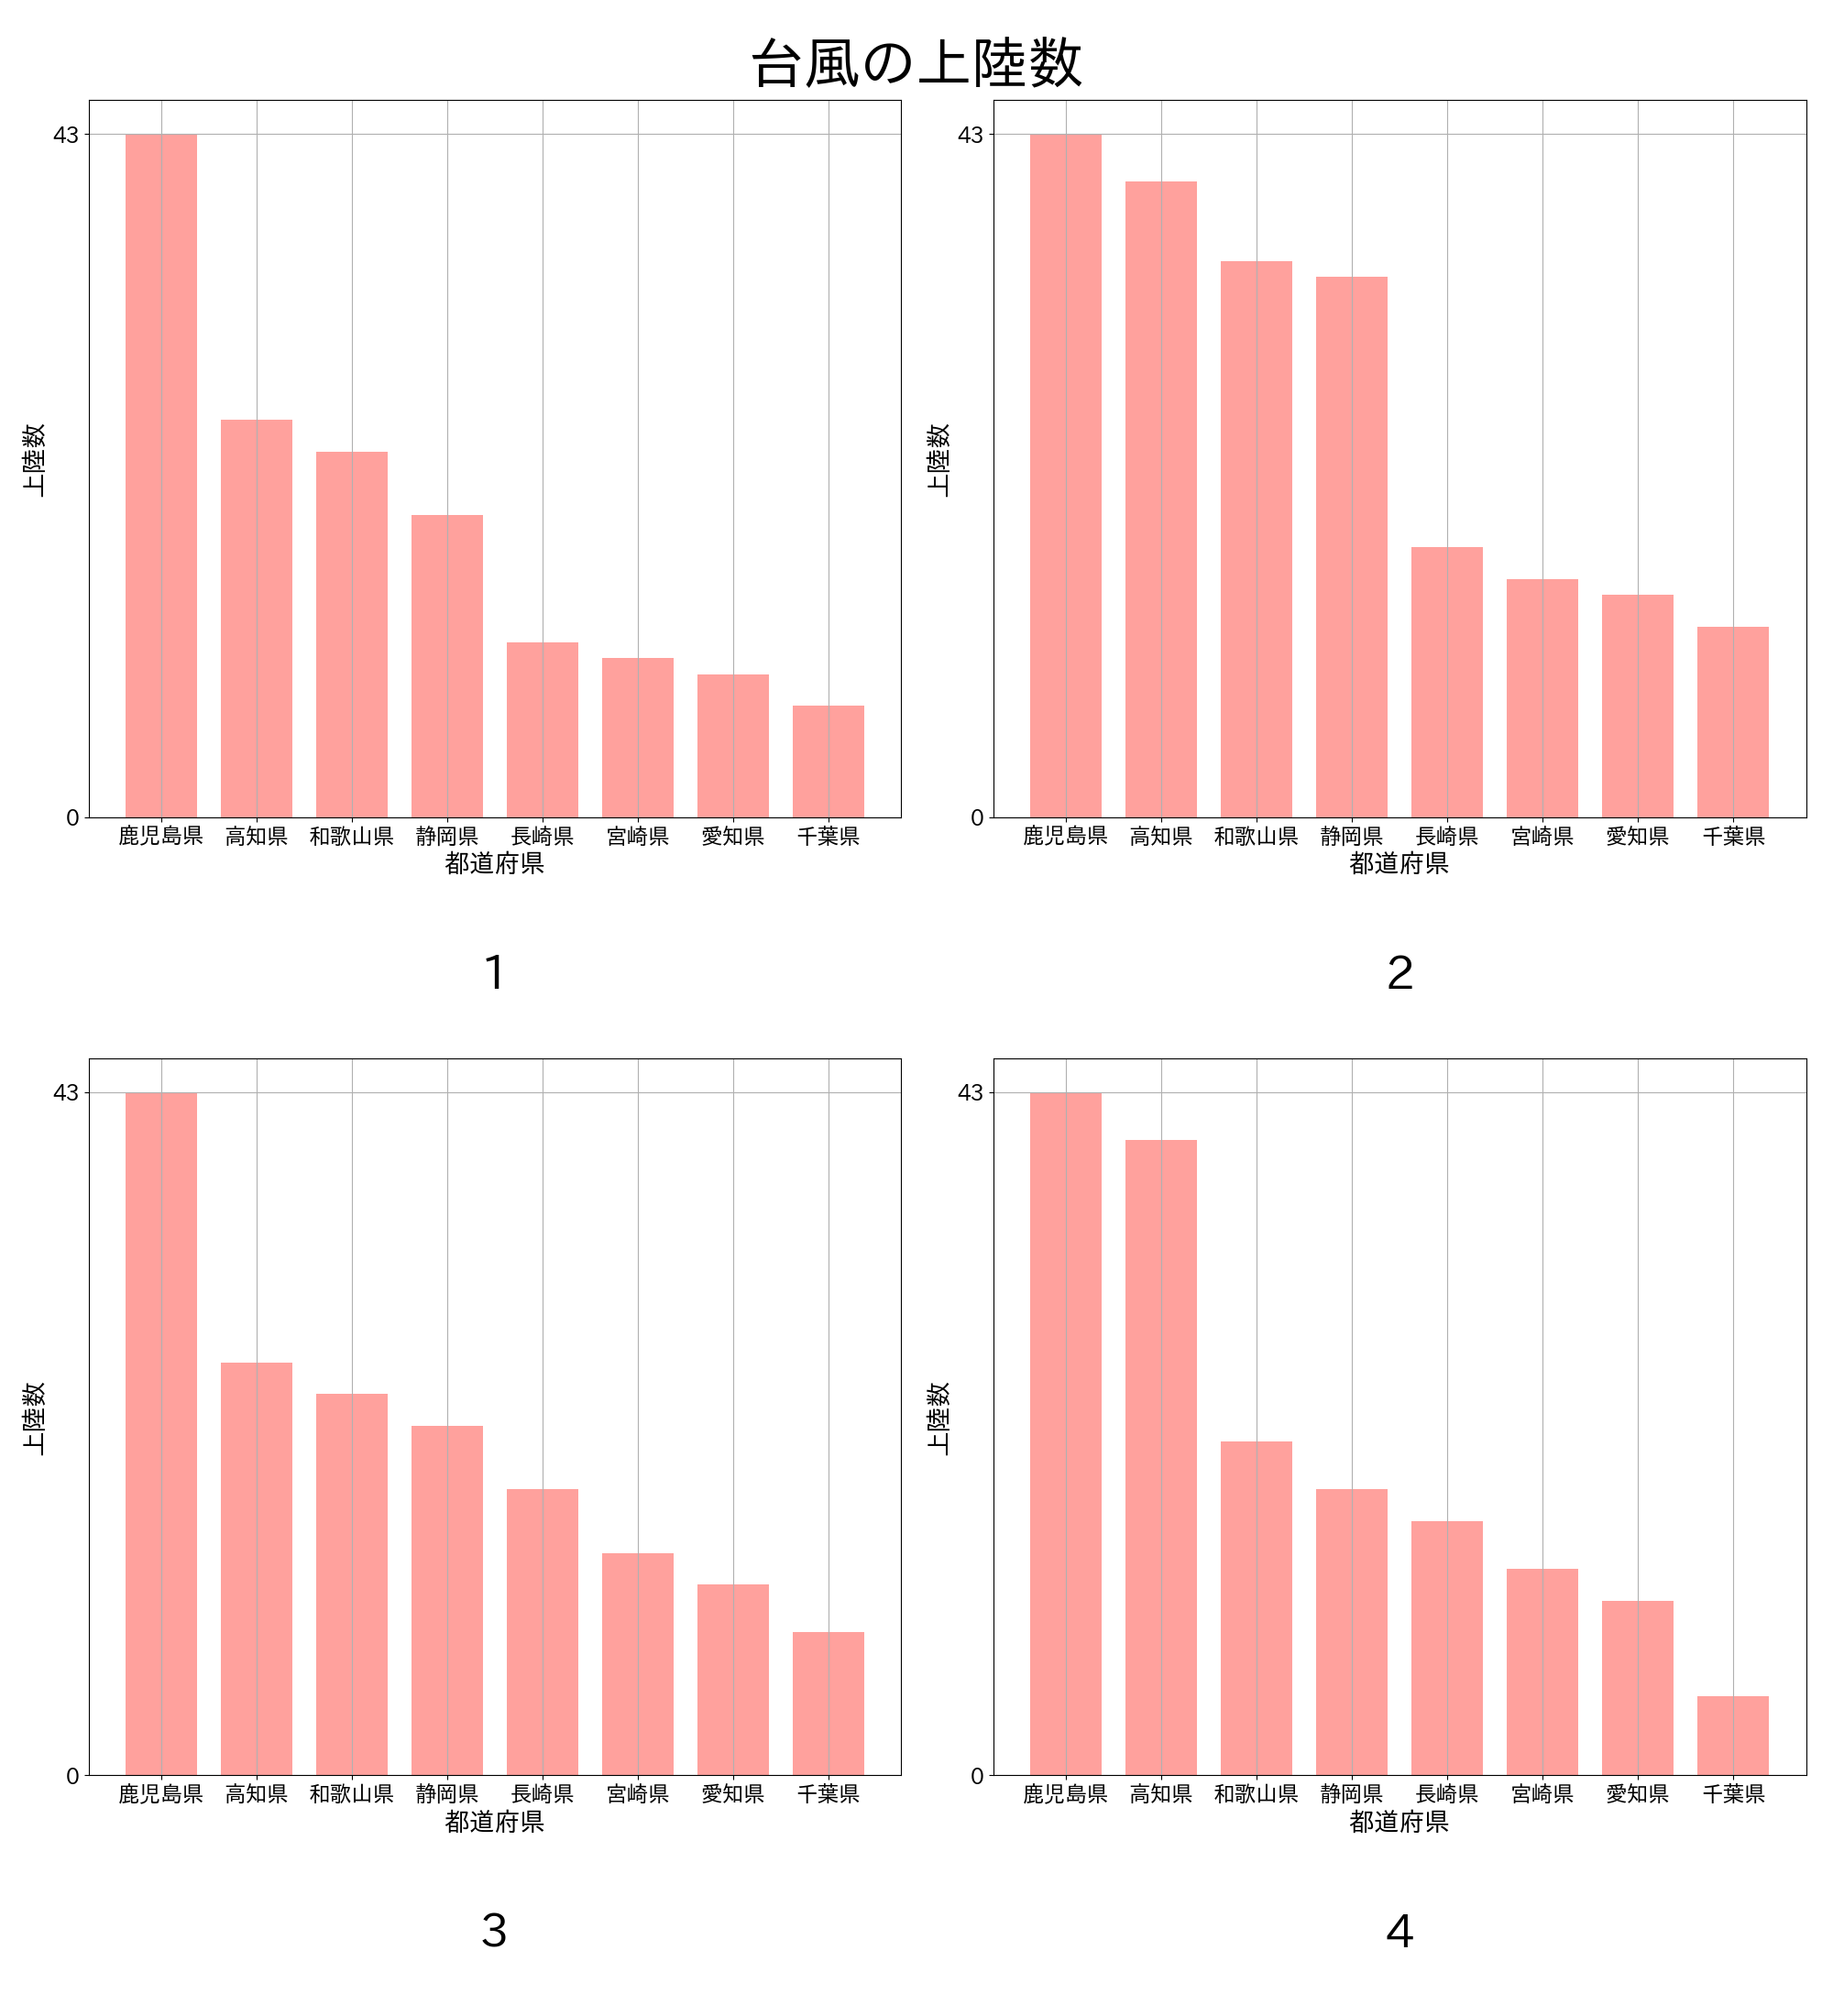 台風の上陸数
43
0
上陸数
鹿児島県 高知県 和歌山県 静岡県 長崎県 宮崎県 愛知県 千葉県
都道府県
1
43
0
上陸数
鹿児島県 高知県 和歌山県 静岡県 長崎県 宮崎県 愛知県 千葉県
都道府県
2
43
0
上陸数
鹿児島県 高知県 和歌山県 静岡県 長崎県 宮崎県 愛知県 千葉県
都道府県
3
43
0
上陸数
鹿児島県 高知県 和歌山県 静岡県 長崎県 宮崎県 愛知県 千葉県
都道府県
4